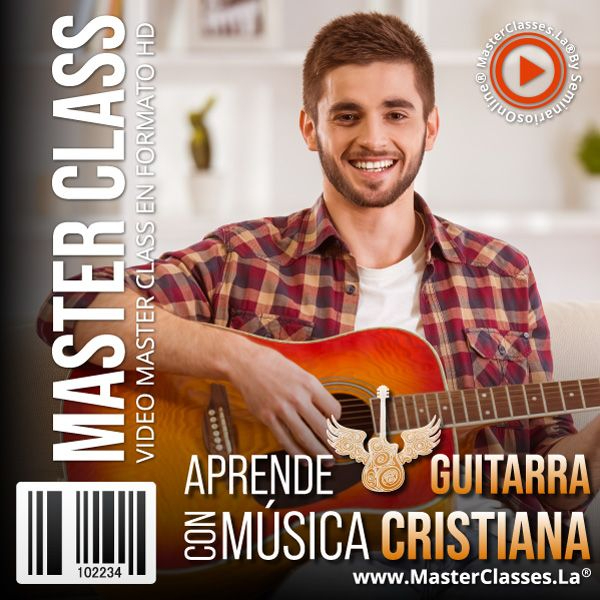 MASTER CLASS
VIDEO MASTER CLASS EN FORMATO HD
MasterClasses.La® By SeminariosOnline®
APRENDE GUITARRA
CON MÚSICA CRISTIANA
102234
www.MasterClasses.La®